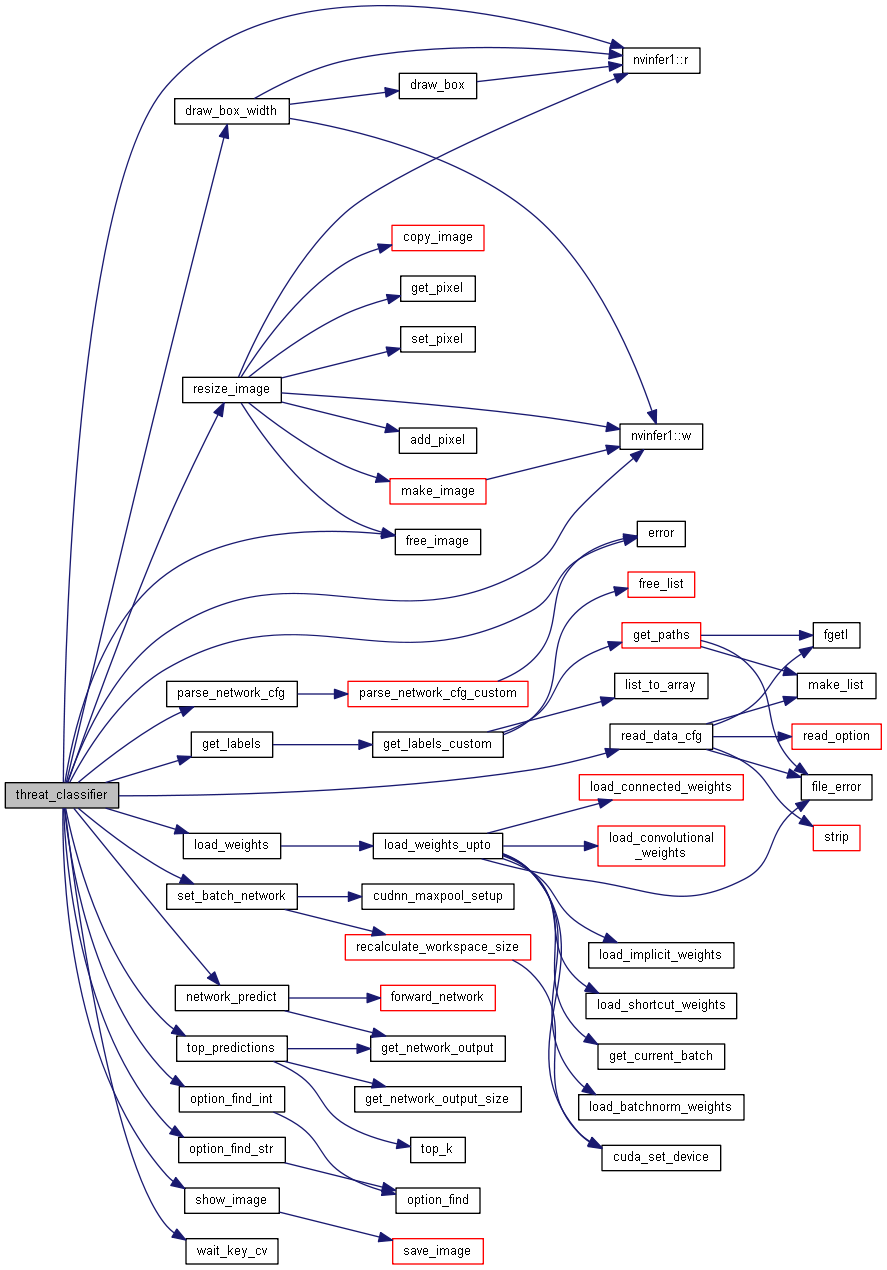 nvinfer1::r
draw_box
draw_box_width
copy_image
get_pixel
set_pixel
resize_image
nvinfer1::w
add_pixel
make_image
free_image
error
free_list
get_paths
fgetl
parse_network_cfg
parse_network_cfg_custom
list_to_array
make_list
get_labels
get_labels_custom
read_data_cfg
read_option
threat_classifier
load_connected_weights
file_error
load_weights
load_weights_upto
load_convolutional
_weights
strip
set_batch_network
cudnn_maxpool_setup
recalculate_workspace_size
load_implicit_weights
network_predict
forward_network
load_shortcut_weights
top_predictions
get_network_output
get_current_batch
option_find_int
get_network_output_size
load_batchnorm_weights
option_find_str
top_k
cuda_set_device
show_image
option_find
wait_key_cv
save_image